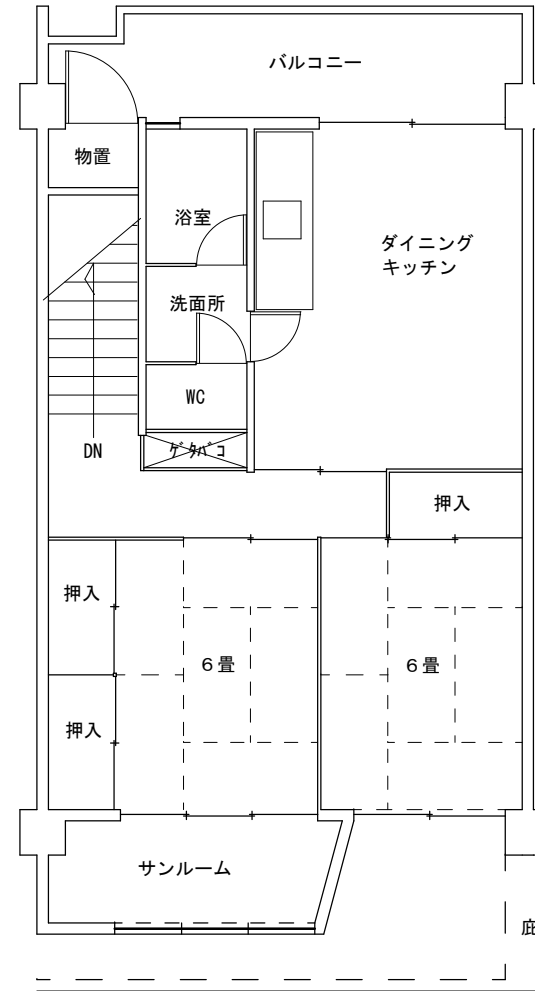 バルコニー
物置
浴室
ダイニング
キッチン
洗面所
WC
DN
ｹﾞﾀﾊﾞｺ
押入
押入
６畳
６畳
押入
サンルーム
庇